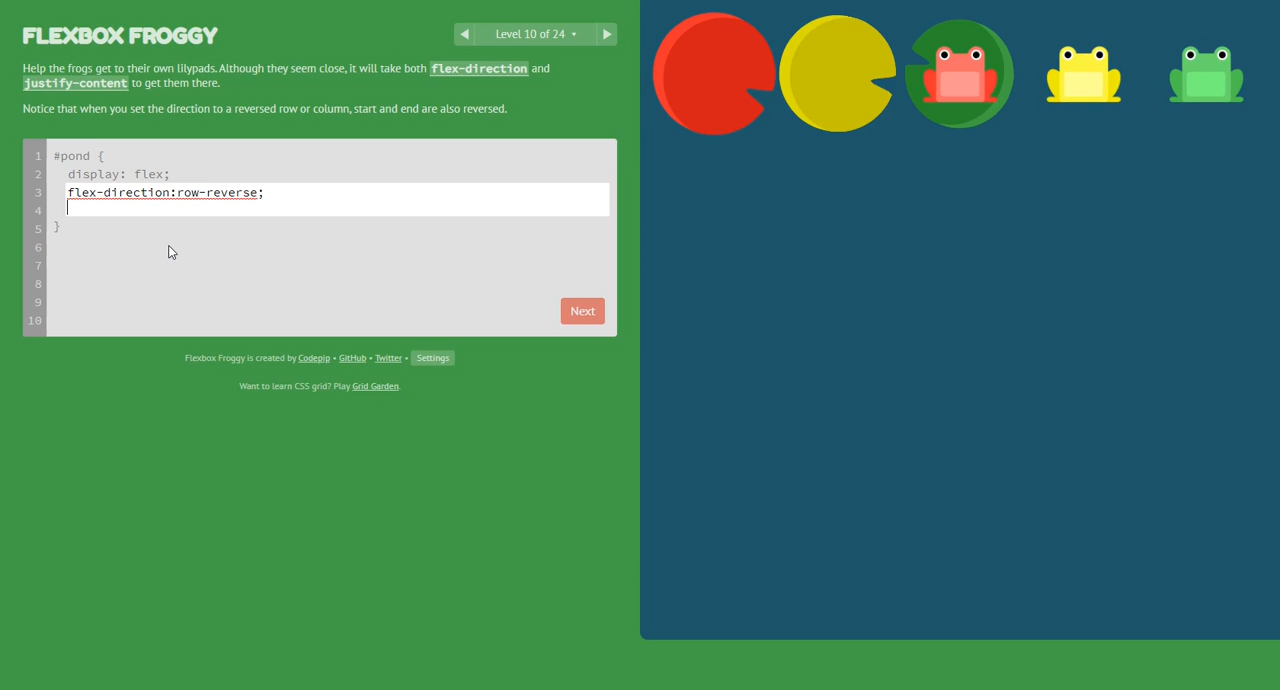 FLEXBOX FROGGY
Level 10 of 24
Help the frogs get to their own lilypads. Although they seem close, it will take both flex-direction and
justify-content to get them there.
Notice that when you set the direction to a reversed row or column, start and end are also reversed.
1 #pond {
2 display: flex;
3 flex-direction:row-reverse;
4
5 }
6
7
8
9
10
Next
Flexbox Froggy is created by Codepip • GitHub • Twitter • Settings
Want to learn CSS grid? Play Grid Garden.